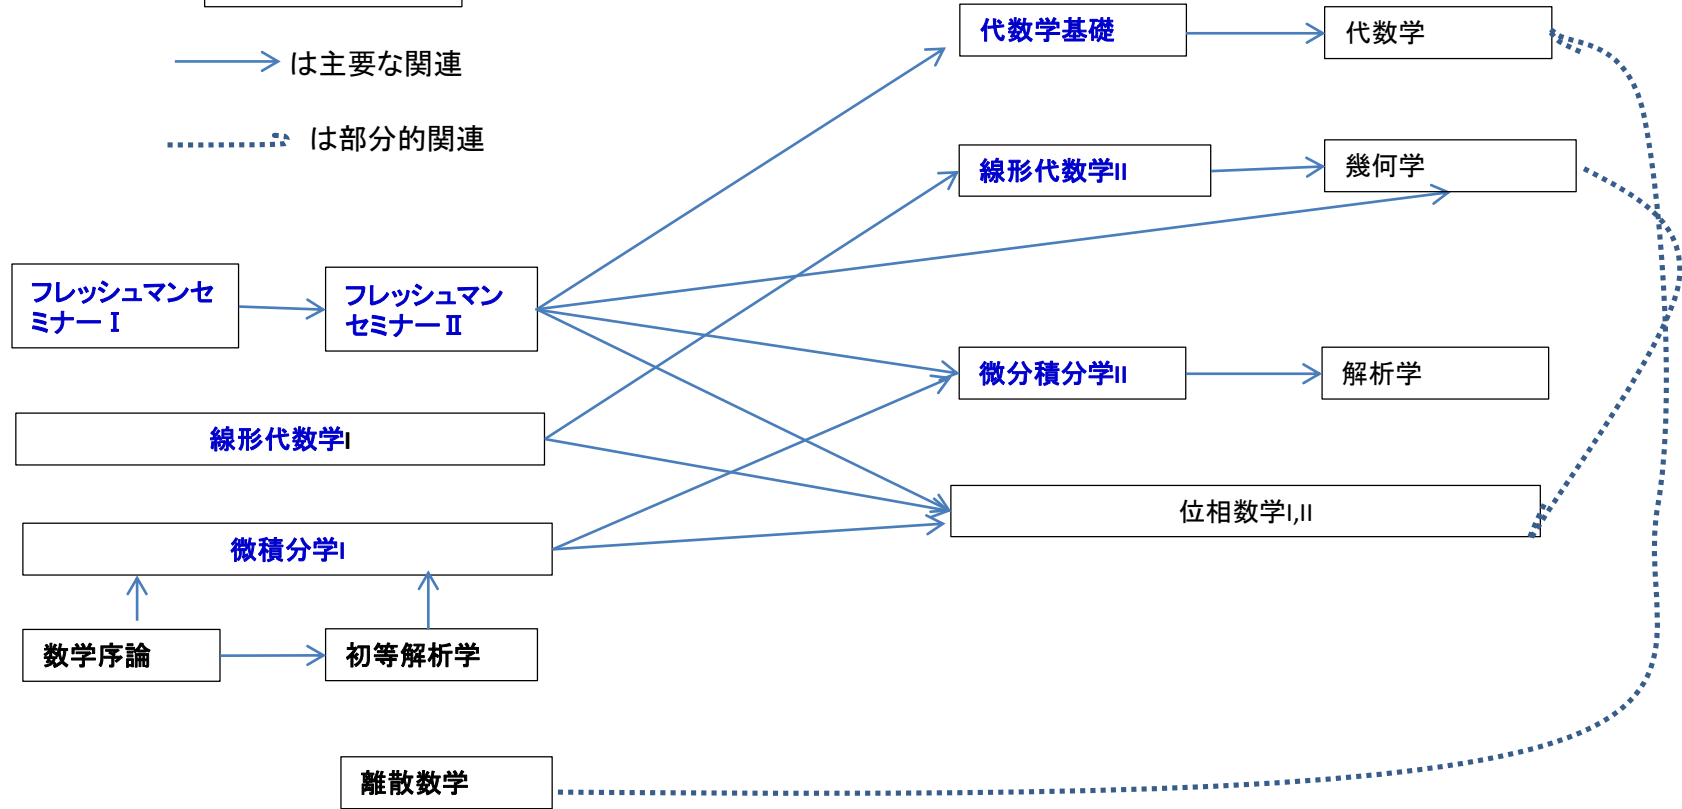 は主要な関連
は部分的関連
代数学基礎
代数学
線形代数学II
幾何学
フレッシュマンセ
ミナーⅠ
フレッシュマン
セミナーⅡ
微分積分学II
解析学
線形代数学I
位相数学I,II
微積分学I
数学序論
初等解析学
離散数学